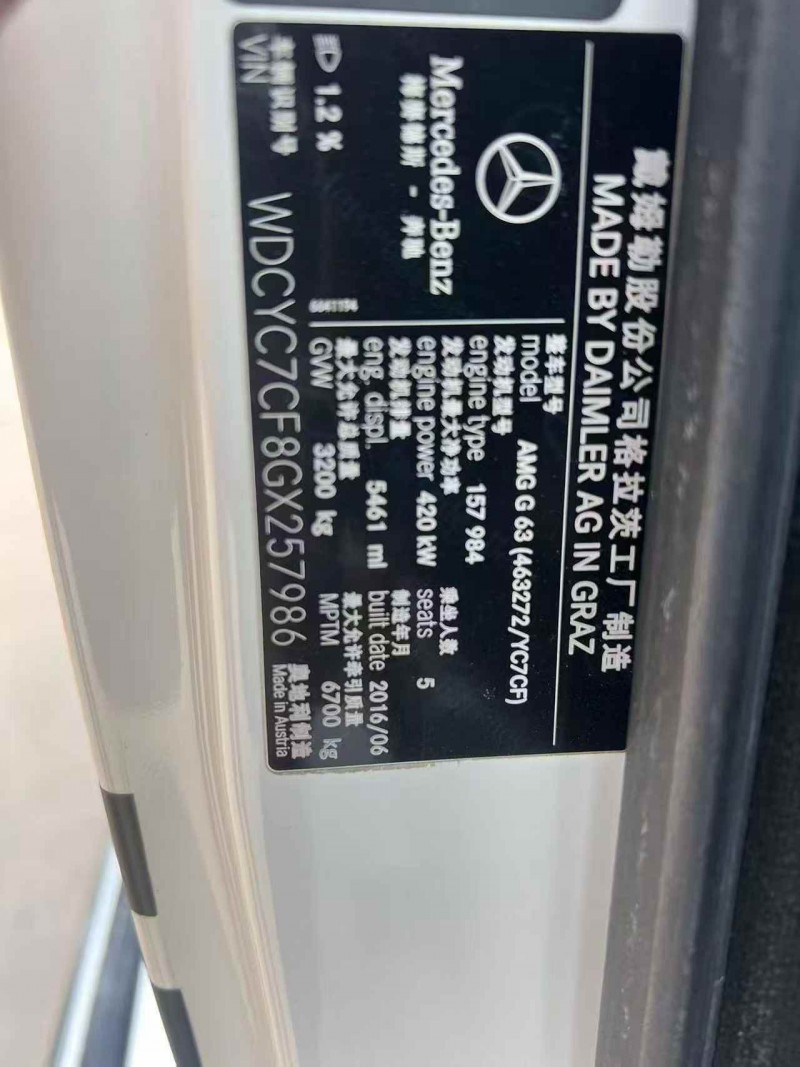 戴姆勒股份公司格拉茨工厂制造
MADE BY DAIMLER AG IN GRAZ
Mercedes-Benz
梅赛德斯 - 奔驰
整车型号
model AMG G 63 (463272/YC7CF)
发动机型号
engine type 157 984
发动机最大净功率 乘坐人数
engine power 420 kW seats 5
发动机排量 制造年月
eng. displ. 5461 ml built date 2016/06
最大允许总质量 最大允许牵引质量
GVW 3200 kg MPTM 6700 kg
1.2 %
6841194
车辆识别号
VIN WDCYC7CF8GX257986
奥地利制造
Made in Austria